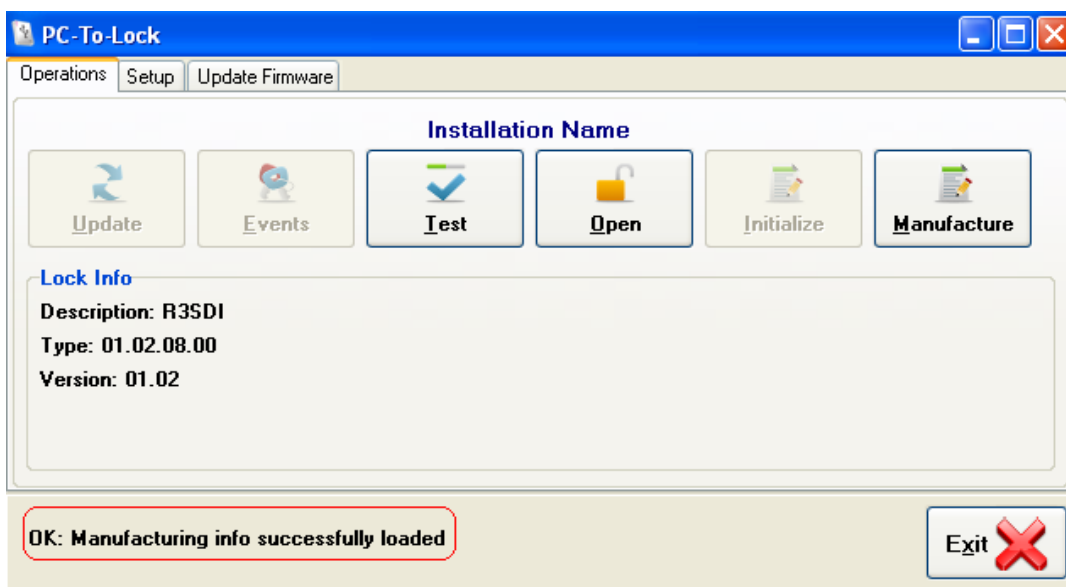 PC-To-Lock
Operations Setup Update Firmware
Installation Name
Update Events Test Open Initialize Manufacture
Lock Info
Description: R3SDI
Type: 01.02.08.00
Version: 01.02
OK: Manufacturing info successfully loaded
Exit